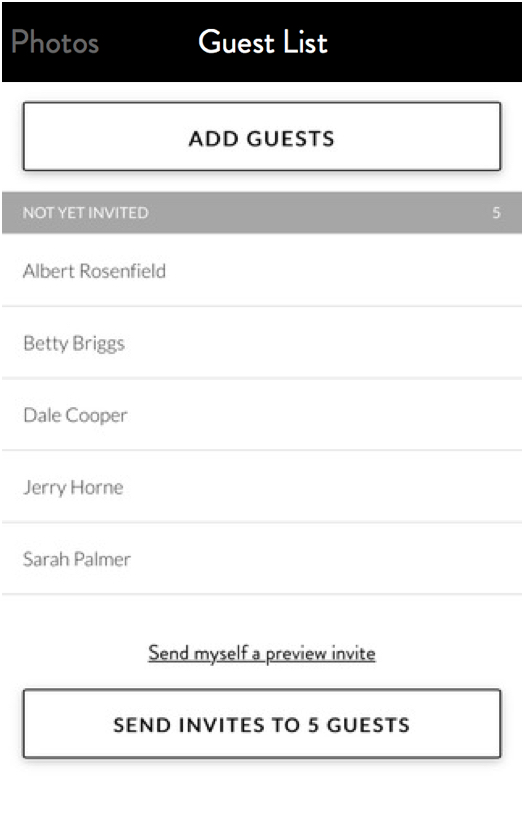 Photos Guest List
ADD GUESTS
NOT YET INVITED 5
Albert Rosenfield
Betty Briggs
Dale Cooper
Jerry Horne
Sarah Palmer
Send myself a preview invite
SEND INVITES TO 5 GUESTS